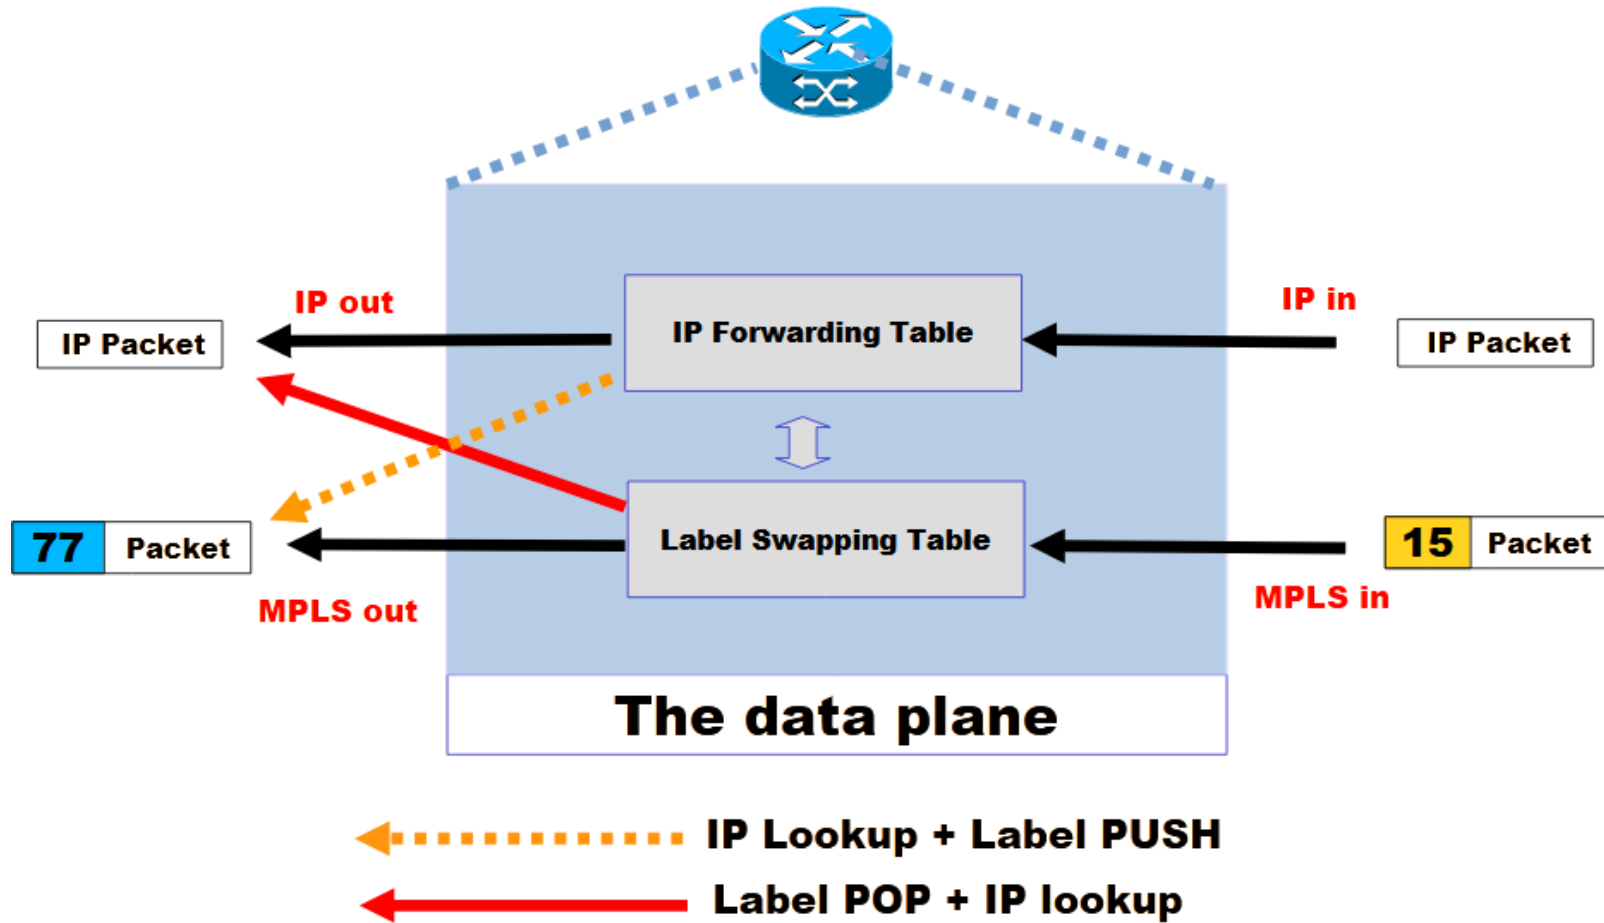 IP out
IP in
IP Forwarding Table
IP Packet
IP Packet
Label Swapping Table
77 Packet
15 Packet
MPLS out
MPLS in
The data plane
IP Lookup + Label PUSH
Label POP + IP lookup